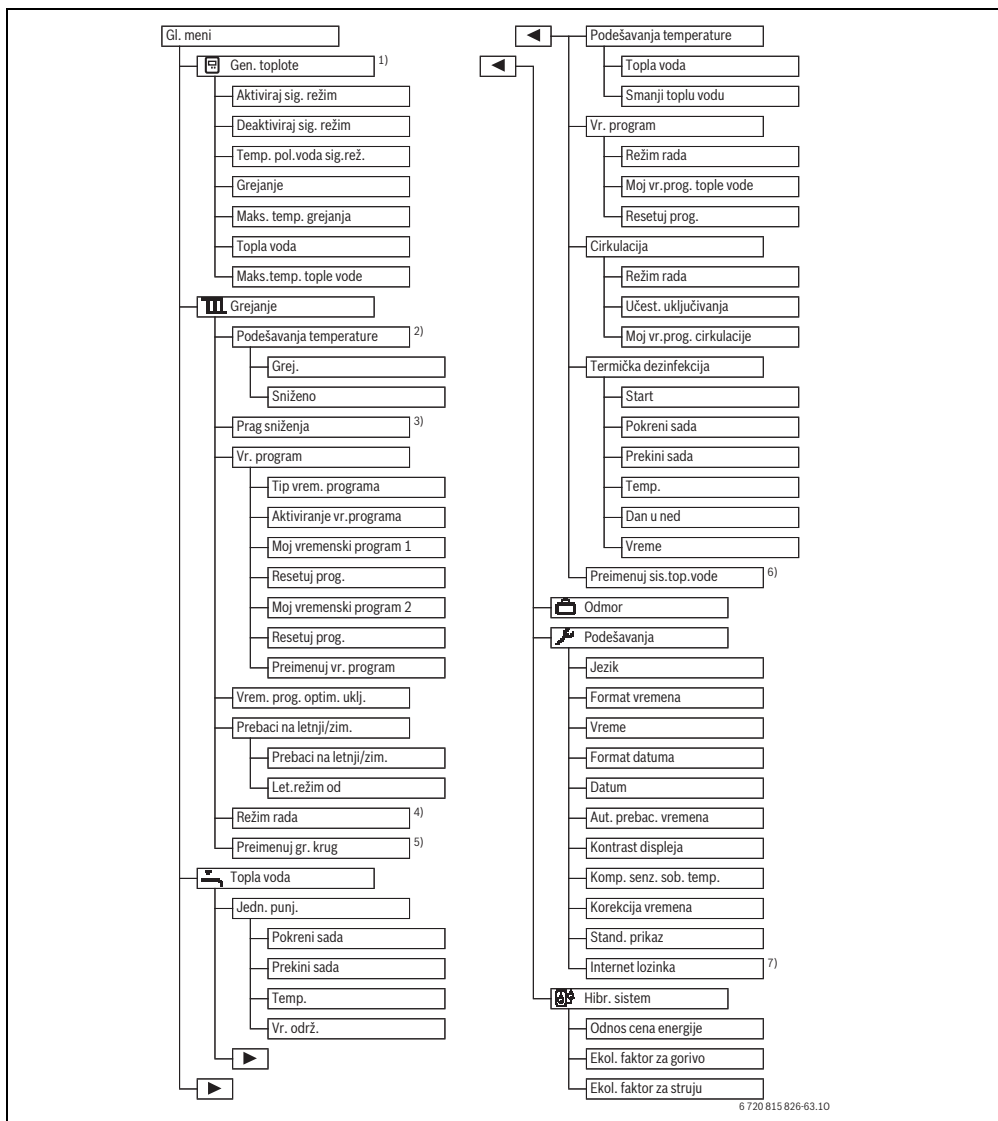 Gl. meni
Gen. toplote 1)
Aktiviraj sig. režim
Deaktiviraj sig. režim
Temp. pol.voda sig.rež.
Grejanje
Maks. temp. grejanja
Topla voda
Maks.temp. tople vode
Grejanje
Podešavanja temperature 2)
Grej.
Sniženo
Prag sniženja 3)
Vr. program
Tip vrem. programa
Aktiviranje vr.programa
Moj vremenski program 1
Resetuj prog.
Moj vremenski program 2
Resetuj prog.
Preimenuj vr. program
Vrem. prog. optim. uklj.
Prebaci na letnji/zim.
Prebaci na letnji/zim.
Let.režim od
Režim rada 4)
Preimenuj gr. krug 5)
Topla voda
Jedn. punj.
Pokreni sada
Prekini sada
Temp.
Vr. održ.
Podešavanja temperature
Topla voda
Smanji toplu vodu
Vr. program
Režim rada
Moj vr.prog. tople vode
Resetuj prog.
Cirkulacija
Režim rada
Učest. uključivanja
Moj vr.prog. cirkulacije
Termička dezinfekcija
Start
Pokreni sada
Prekini sada
Temp.
Dan u ned
Vreme
Preimenuj sis.top.vode 6)
Odmor
Podešavanja
Jezik
Format vremena
Vreme
Format datuma
Datum
Aut. prebac. vremena
Kontrast displeja
Komp. senz. sob. temp.
Korekcija vremena
Stand. prikaz
Internet lozinka 7)
Hibr. sistem
Odnos cena energije
Ekol. faktor za gorivo
Ekol. faktor za struju
6 720 815 826-63.1O